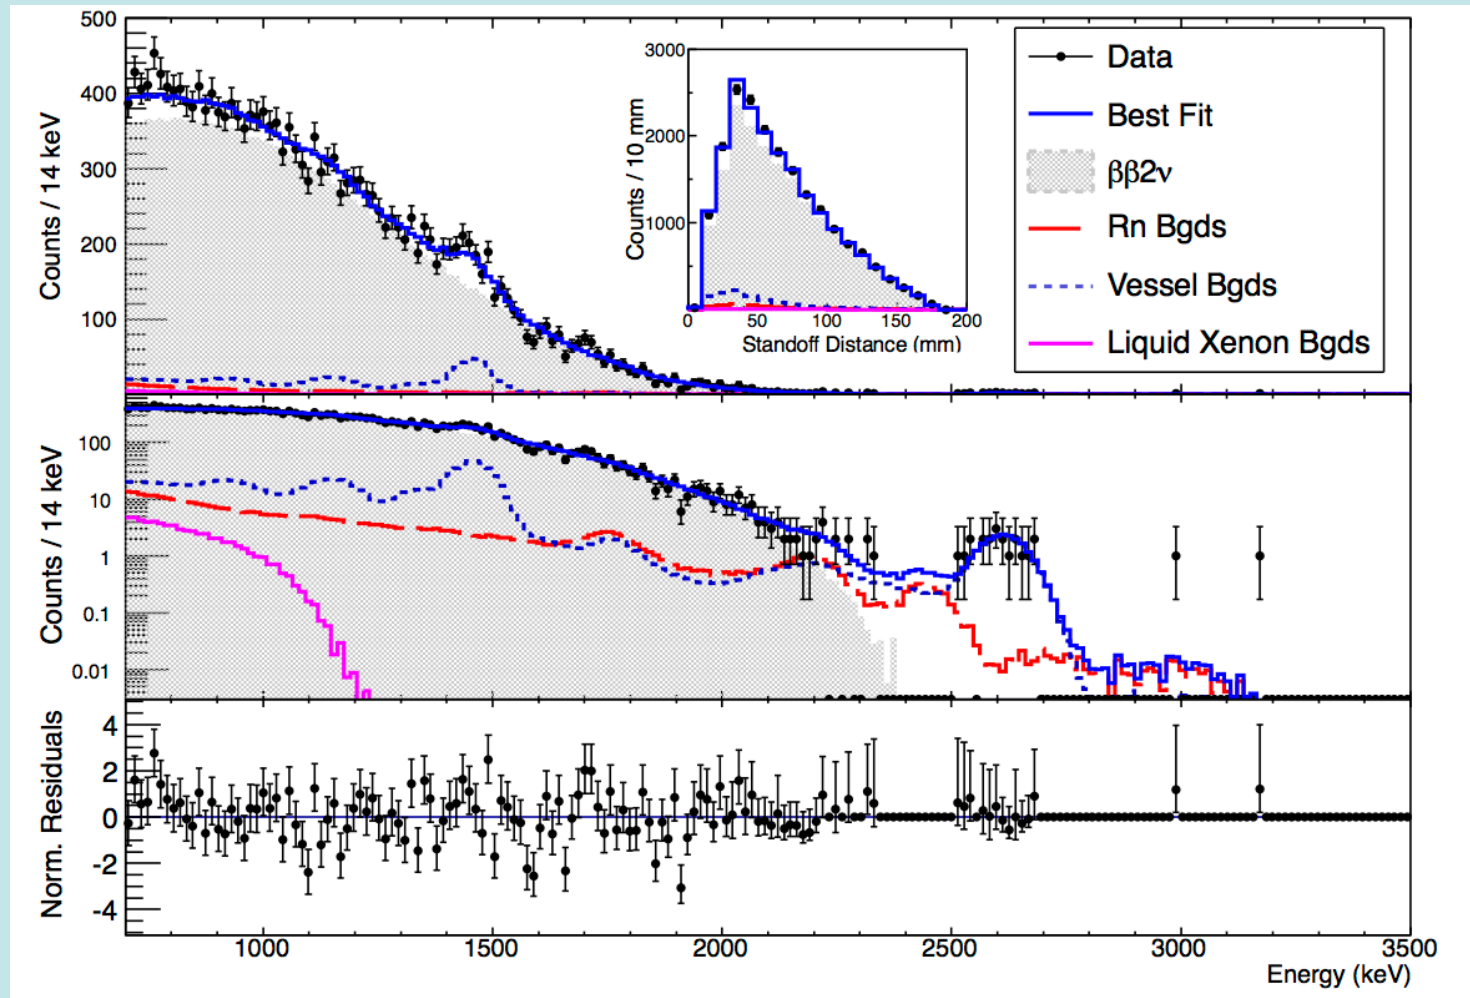 500
400
300
200
100
Counts / 14 keV
3000
2000
1000
Counts / 10 mm
0 50 100 150 200
Standoff Distance (mm)
Data
Best Fit
ββ2ν
Rn Bgds
Vessel Bgds
Liquid Xenon Bgds
100
10
1
0.1
0.01
Counts / 14 keV
4
2
0
-2
-4
Norm. Residuals
1000 1500 2000 2500 3000 3500
Energy (keV)